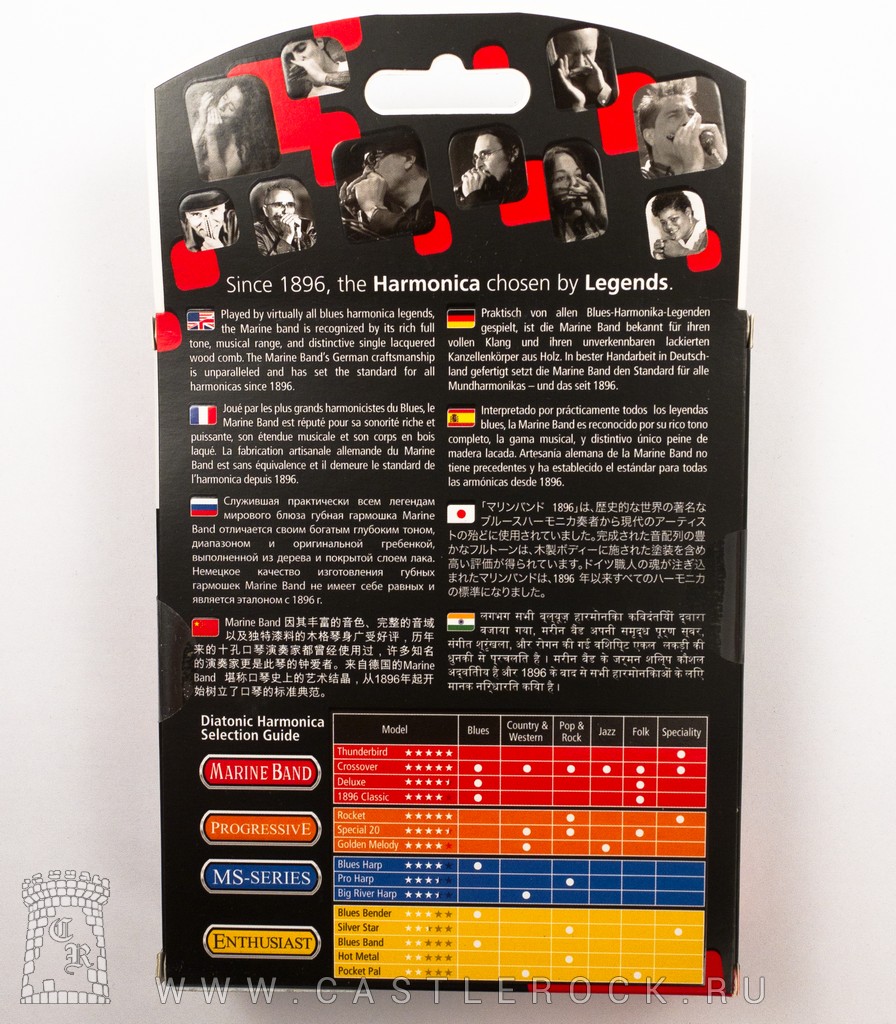 Since 1896, the Harmonica chosen by Legends.
Played by virtually all blues harmonica legends,
the Marine band is recognized by its rich full
tone, musical range, and distinctive single lacquered
wood comb. The Marine Band's German craftsmanship
is unparalleled and has set the standard for all
harmonicas since 1896.
Praktisch von allen Blues-Harmonika-Legenden
gespielt, ist die Marine Band bekannt für ihren
vollen Klang und ihren unverkennbaren lackierten
Kanzellenkörper aus Holz. In bester Handarbeit in Deutsch-
land gefertigt setzt die Marine Band den Standard für alle
Mundharmonikas – und das seit 1896.
Joué par les plus grands harmonicistes du Blues, le
Marine Band est réputé pour sa sonorité riche et
puissante, son étendue musicale et son corps en bois
laqué. La fabrication artisanale allemande du Marine
Band est sans équivalence et il demeure le standard de
l'harmonica depuis 1896.
Interpretado por prácticamente todos los leyendas
blues, la Marine Band es reconocido por su rico tono
completo, la gama musical, y distintivo único peine de
madera lacada. Artesanía alemana de la Marine Band no
tiene precedentes y ha establecido el estándar para todas
las armónicas desde 1896.
Служившая практически всем легендам
мирового блюза губная гармошка Marine
Band отличается своим богатым глубоким тоном,
диапазоном и оригинальной гребенкой,
выполненной из дерева и покрытой слоем лака.
Немецкое качество изготовления губных
гармошек Marine Band не имеет себе равных и
является эталоном с 1896 г.
「マリンバンド 1896」は、歴史的な世界の著名な
ブルースハーモニカ奏者から現代のアーティス
トの殆どに使用されていました。完成された音配列の豊
かなフルトーンは、木製ボディーに施された塗装を含め
高い評価が得られています。ドイツ職人の魂が注ぎ込
まれたマリンバンドは、1896 年以来すべてのハーモニカ
の標準になりました。
Marine Band 因其丰富的音色、完整的音域
以及独特漆料的木格琴身广受好评，历年
来的十孔口琴演奏家都曾经使用过，许多知名
的演奏家更是此琴的钟爱者。来自德国的Marine
Band 堪称口琴史上的艺术结晶，从1896年起开
始树立了口琴的标准典范。
लगभग सभी
बजाया गया, मरीन बैंड अपनी समृद्ध पूरण
संगीत और रोगन की गई एकल लकड़ी की
मरीन बैंड के जरमन कौशल
और 1896 के बाद से सभी के
मानक
Diatonic Harmonica
Selection Guide
Model Blues Country & Western Pop & Rock Jazz Folk Speciality
MARINE BAND
Thunderbird ★★★★★
Crossover ★★★★★
Deluxe ★★★★
1896 Classic ★★★★
PROGRESSIVE
Rocket ★★★★★
Special 20 ★★★★
Golden Melody ★★★★
MS-SERIES
Blues Harp ★★★★
Pro Harp ★★★
Big River Harp ★★★
ENTHUSIAST
Blues Bender ★★★
Silver Star ★★
Blues Band ★★
Hot Metal ★★
Pocket Pal ★★
CR
WWW.CASTLEROCK.RU